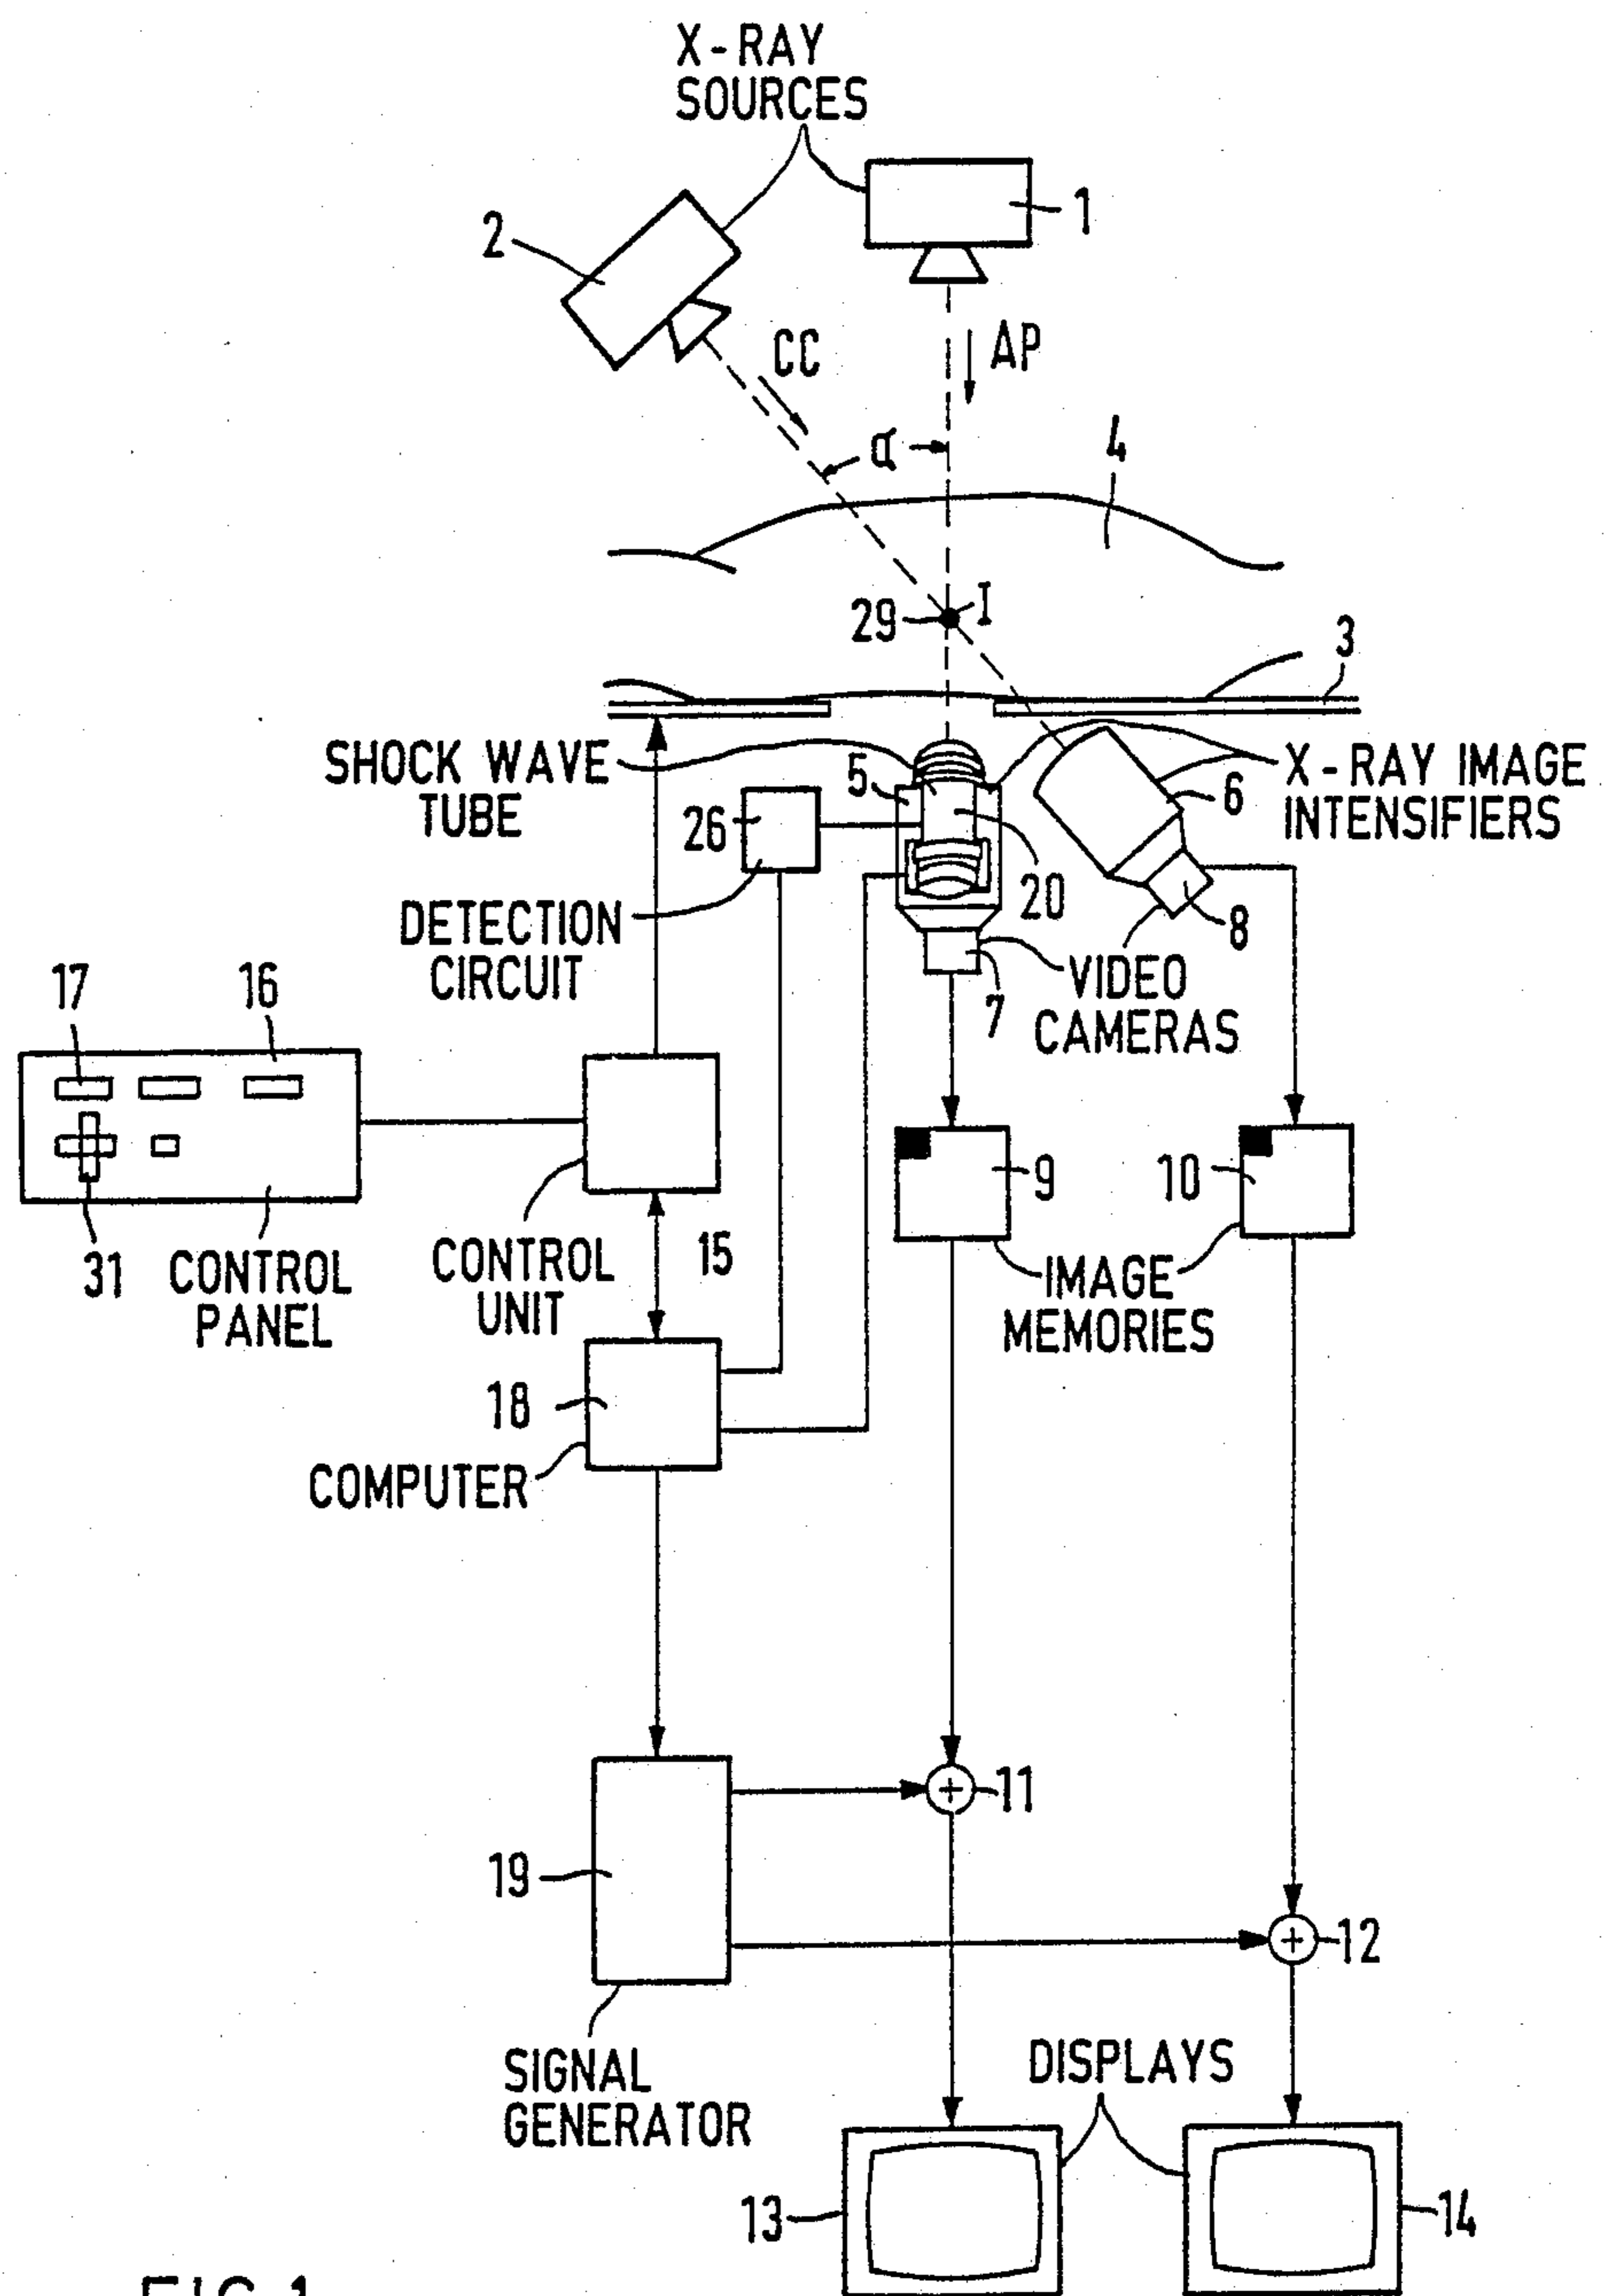 X-RAY
SOURCES
1
2
CC
AP
α
4
29
I
3
SHOCK WAVE
TUBE
5
X-RAY IMAGE
INTENSIFIERS
6
26
20
8
DETECTION
CIRCUIT
VIDEO
CAMERAS
7
17
16
9
10
31
CONTROL
PANEL
CONTROL
UNIT
15
IMAGE
MEMORIES
18
COMPUTER
11
19
12
SIGNAL
GENERATOR
DISPLAYS
13
14
FIG.1